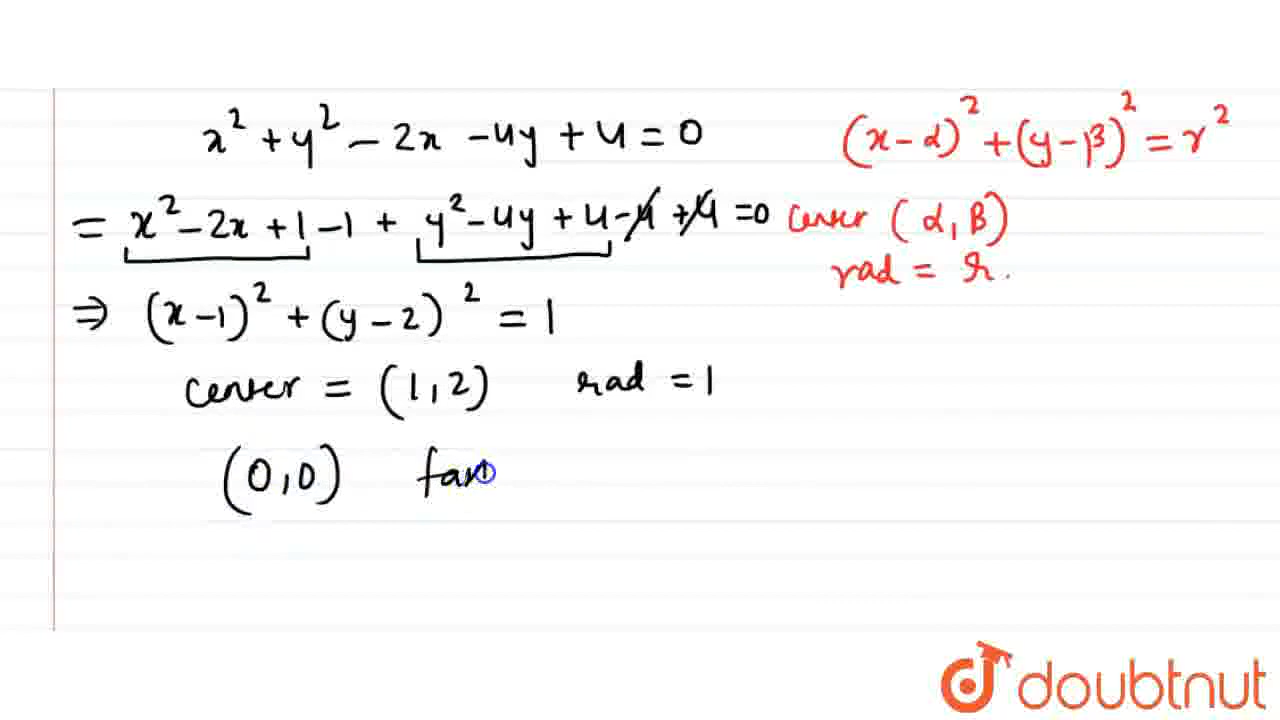 x² + y² − 2x − 4y + 4 = 0
(x − α)² + (y − β)² = r²
= x² − 2x + 1 − 1 + y² − 4y + 4 − 4 + 4 = 0
center (α, β)
rad = r.
⇒ (x − 1)² + (y − 2)² = 1
center = (1, 2) rad = 1
(0, 0) far
doubtnut